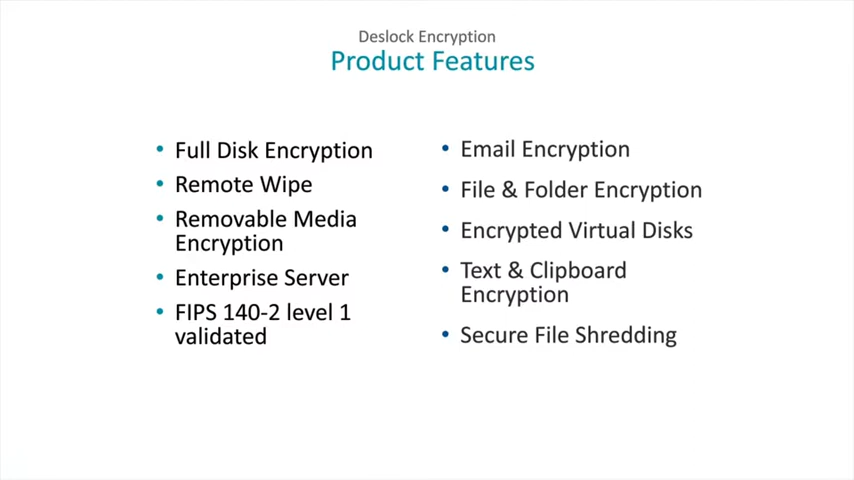 Deslock Encryption
Product Features
• Full Disk Encryption
• Remote Wipe
• Removable Media
Encryption
• Enterprise Server
• FIPS 140-2 level 1
validated
• Email Encryption
• File & Folder Encryption
• Encrypted Virtual Disks
• Text & Clipboard
Encryption
• Secure File Shredding